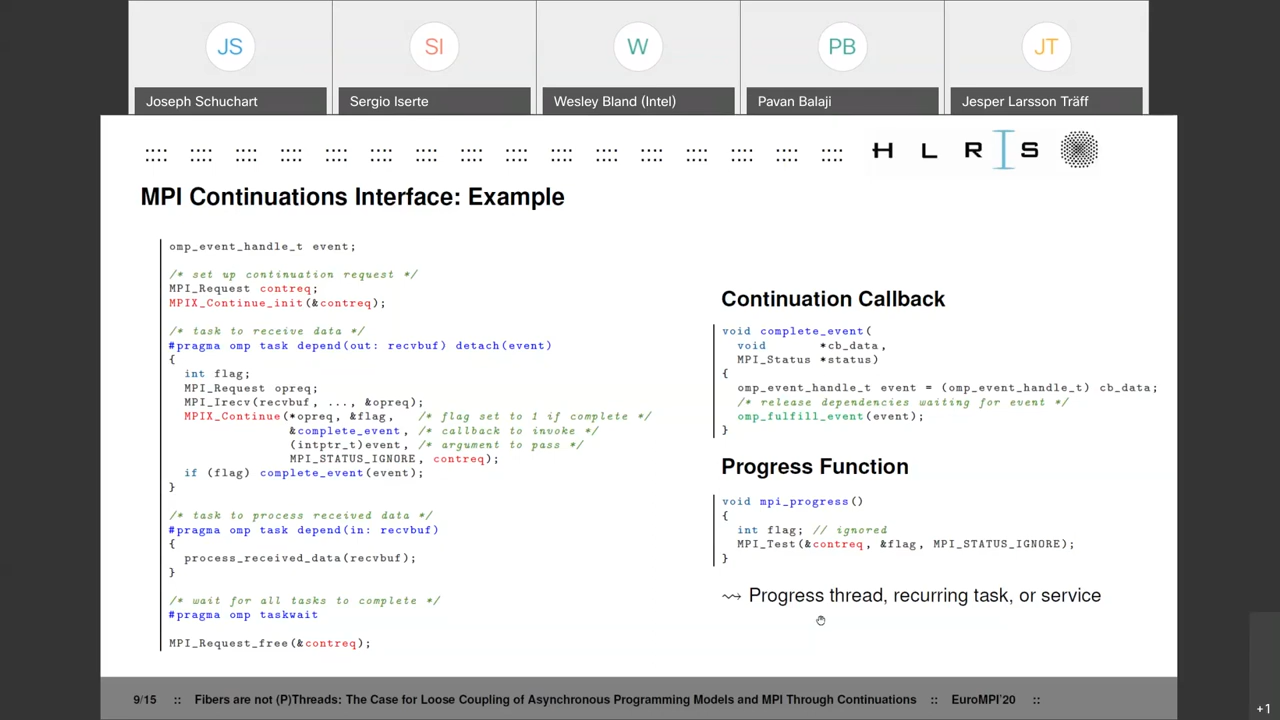 JS
SI
W
PB
JT
Joseph Schuchart
Sergio Iserte
Wesley Bland (Intel)
Pavan Balaji
Jesper Larsson Träff
H L R I S
MPI Continuations Interface: Example
omp_event_handle_t event;
/* set up continuation request */
MPI_Request contreq;
MPIX_Continue_init(&contreq);
/* task to receive data */
#pragma omp task depend(out: recvbuf) detach(event)
{
int flag;
MPI_Request opreq;
MPI_Irecv(recvbuf, ..., &opreq);
MPIX_Continue(*opreq, &flag, /* flag set to 1 if complete */
&complete_event, /* callback to invoke */
(intptr_t)event, /* argument to pass */
MPI_STATUS_IGNORE, contreq);
if (flag) complete_event(event);
}
/* task to process received data */
#pragma omp task depend(in: recvbuf)
{
process_received_data(recvbuf);
}
/* wait for all tasks to complete */
#pragma omp taskwait
MPI_Request_free(&contreq);
Continuation Callback
void complete_event(
void *cb_data,
MPI_Status *status)
{
omp_event_handle_t event = (omp_event_handle_t) cb_data;
/* release dependencies waiting for event */
omp_fulfill_event(event);
}
Progress Function
void mpi_progress()
{
int flag; // ignored
MPI_Test(&contreq, &flag, MPI_STATUS_IGNORE);
}
⇝ Progress thread, recurring task, or service
9/15 :: Fibers are not (P)Threads: The Case for Loose Coupling of Asynchronous Programming Models and MPI Through Continuations :: EuroMPI'20 ::
+1